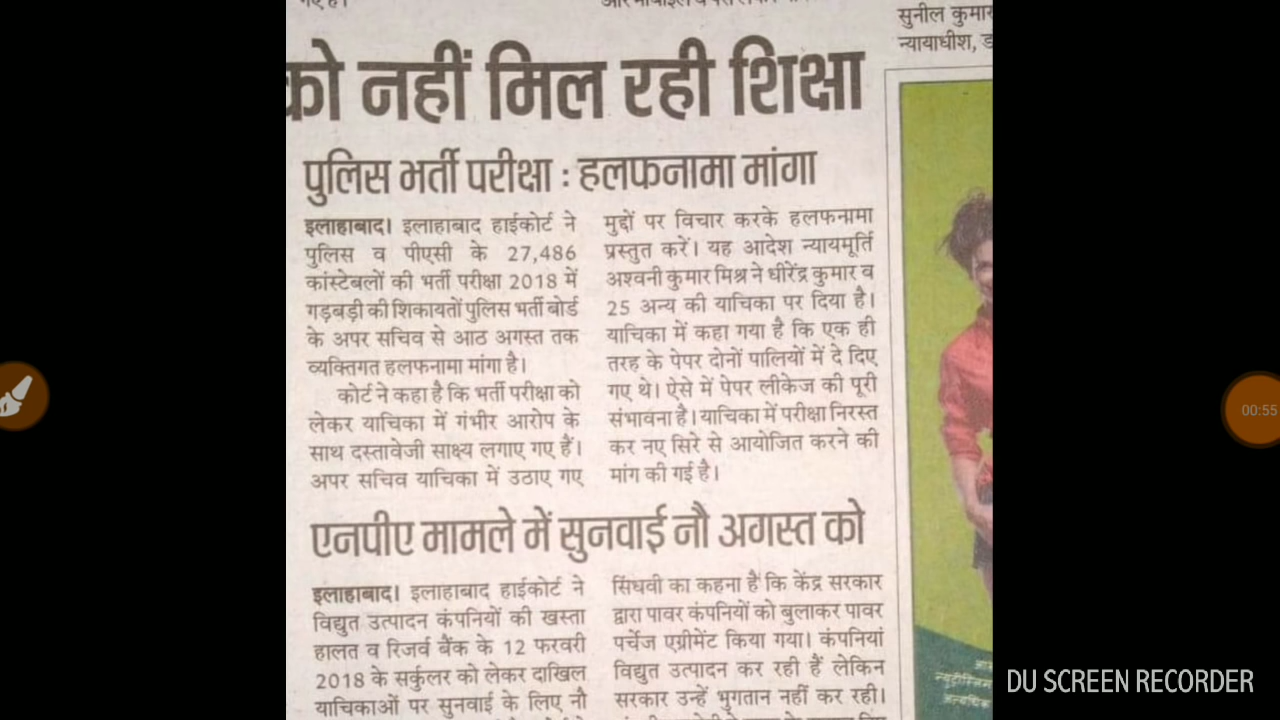 सुनील कुमार
न्यायाधीश,
को नहीं मिल रही शिक्षा
पुलिस भर्ती परीक्षा : हलफनामा मांगा
इलाहाबाद। इलाहाबाद हाईकोर्ट ने
पुलिस व पीएसी के 27,486
कांस्टेबलों की भर्ती परीक्षा 2018 में
गड़बड़ी की शिकायतों पुलिस भर्ती बोर्ड
के अपर सचिव से आठ अगस्त तक
व्यक्तिगत हलफनामा मांगा है।
कोर्ट ने कहा है कि भर्ती परीक्षा को
लेकर याचिका में गंभीर आरोप के
साथ दस्तावेजी साक्ष्य लगाए गए हैं।
अपर सचिव याचिका में उठाए गए
मुद्दों पर विचार करके हलफनामा
प्रस्तुत करें। यह आदेश न्यायमूर्ति
अश्वनी कुमार मिश्र ने धीरेंद्र कुमार व
25 अन्य की याचिका पर दिया है।
याचिका में कहा गया है कि एक ही
तरह के पेपर दोनों पालियों में दे दिए
गए थे। ऐसे में पेपर लीकेज की पूरी
संभावना है। याचिका में परीक्षा निरस्त
कर नए सिरे से आयोजित करने की
मांग की गई है।
एनपीए मामले में सुनवाई नौ अगस्त को
इलाहाबाद। इलाहाबाद हाईकोर्ट ने
विद्युत उत्पादन कंपनियों की खस्ता
हालत व रिजर्व बैंक के 12 फरवरी
2018 के सर्कुलर को लेकर दाखिल
याचिकाओं पर सुनवाई के लिए नौ
सिंघवी का कहना है कि केंद्र सरकार
द्वारा पावर कंपनियों को बुलाकर पावर
पर्चेज एग्रीमेंट किया गया। कंपनियां
विद्युत उत्पादन कर रही हैं लेकिन
सरकार उन्हें भुगतान नहीं कर रही।
00:55
DU SCREEN RECORDER